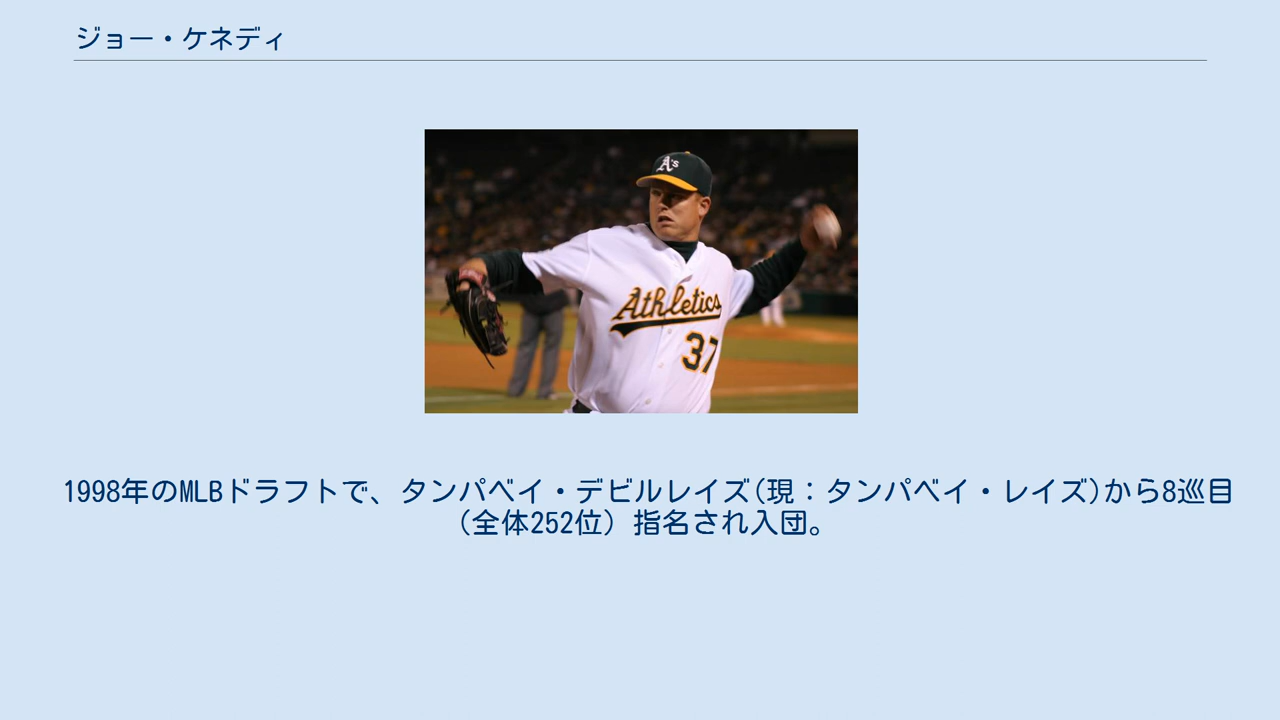 ジョー・ケネディ
A's
Athletics
37
1998年のMLBドラフトで、タンパベイ・デビルレイズ(現：タンパベイ・レイズ)から8巡目
(全体252位) 指名され入団。